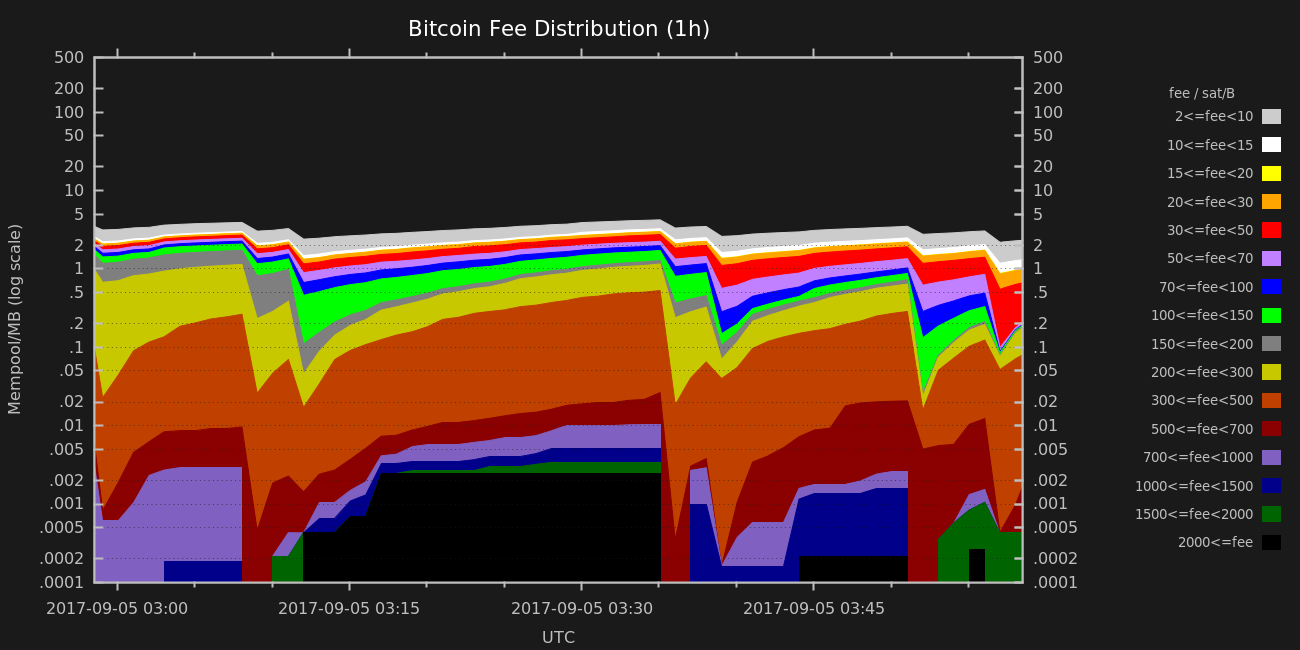 Bitcoin Fee Distribution (1h)
500
200
100
50
20
10
5
2
1
.5
.2
.1
.05
.02
.01
.005
.002
.001
.0005
.0002
.0001
Mempool/MB (log scale)
500
200
100
50
20
10
5
2
1
.5
.2
.1
.05
.02
.01
.005
.002
.001
.0005
.0002
.0001
2017-09-05 03:00
2017-09-05 03:15
2017-09-05 03:30
2017-09-05 03:45
UTC
fee / sat/B
2<=fee<10
10<=fee<15
15<=fee<20
20<=fee<30
30<=fee<50
50<=fee<70
70<=fee<100
100<=fee<150
150<=fee<200
200<=fee<300
300<=fee<500
500<=fee<700
700<=fee<1000
1000<=fee<1500
1500<=fee<2000
2000<=fee